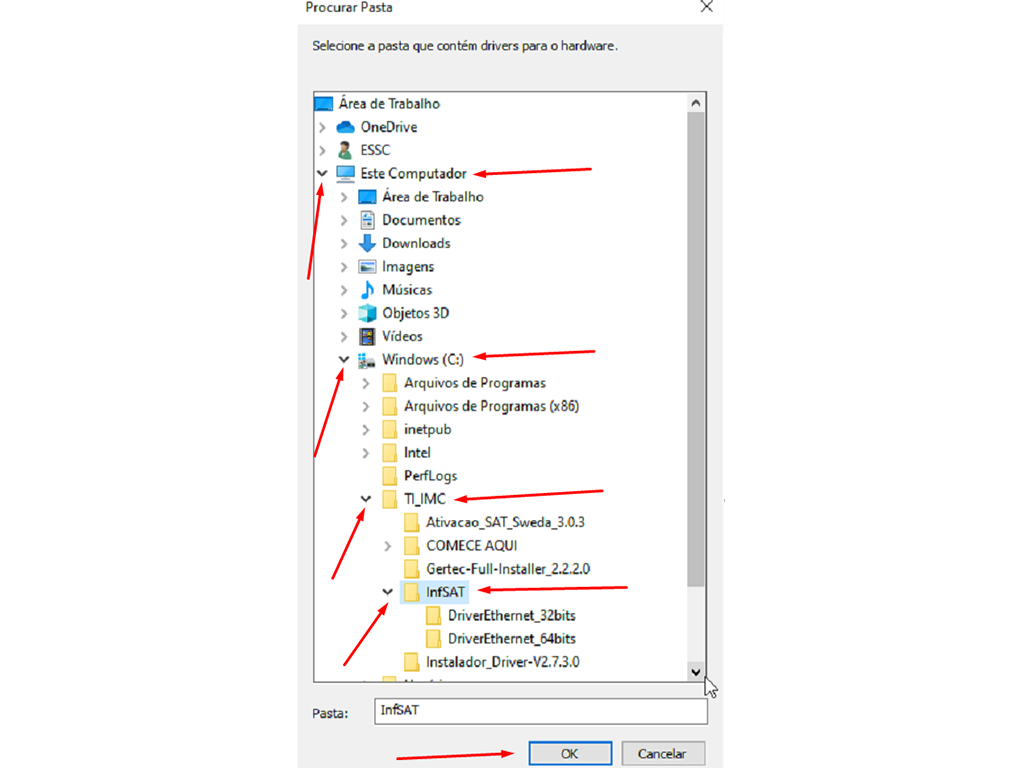 Procurar Pasta
Selecione a pasta que contém drivers para o hardware.
Área de Trabalho
OneDrive
ESSC
Este Computador
Área de Trabalho
Documentos
Downloads
Imagens
Músicas
Objetos 3D
Vídeos
Windows (C:)
Arquivos de Programas
Arquivos de Programas (x86)
inetpub
Intel
PerfLogs
TI_IMC
Ativacao_SAT_Sweda_3.0.3
COMECE AQUI
Gertec-Full-Installer_2.2.2.0
InfSAT
DriverEthernet_32bits
DriverEthernet_64bits
Instalador_Driver-V2.7.3.0
Pasta: InfSAT
OK Cancelar